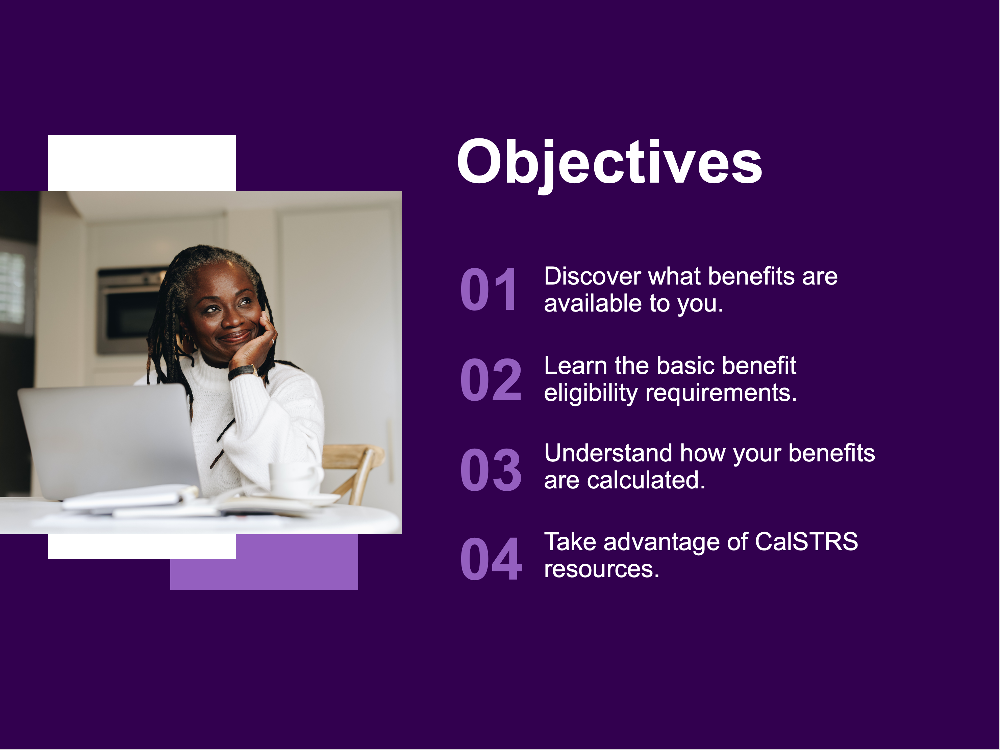 Objectives
01 Discover what benefits are
available to you.
02 Learn the basic benefit
eligibility requirements.
03 Understand how your benefits
are calculated.
04 Take advantage of CalSTRS
resources.